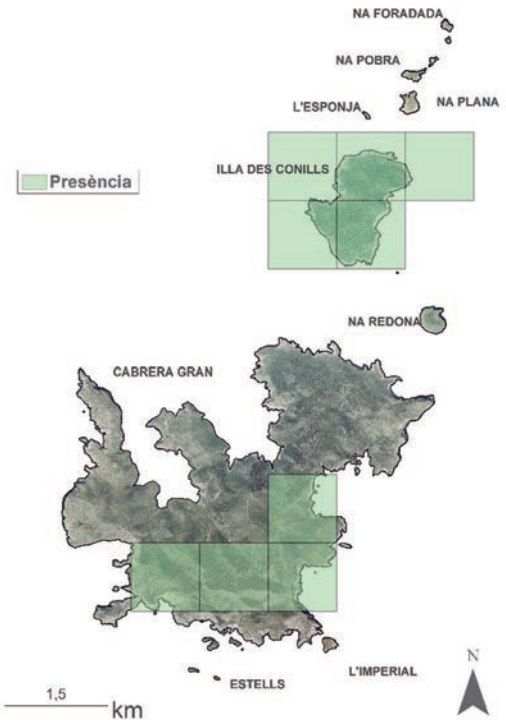 NA FORADADA
NA POBRA
L'ESPONJA
NA PLANA
ILLA DES CONILLS
Presència
NA REDONA
CABRERA GRAN
L'IMPERIAL
ESTELLS
N
1,5
km